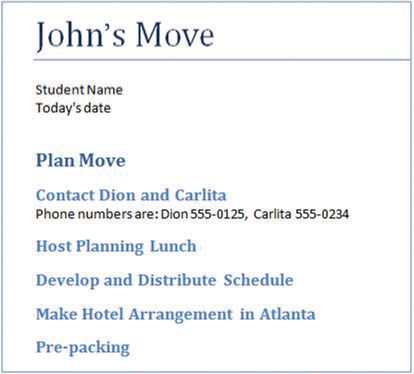 John's Move
Student Name
Today's date
Plan Move
Contact Dion and Carlita
Phone numbers are: Dion 555-0125, Carlita 555-0234
Host Planning Lunch
Develop and Distribute Schedule
Make Hotel Arrangement in Atlanta
Pre-packing